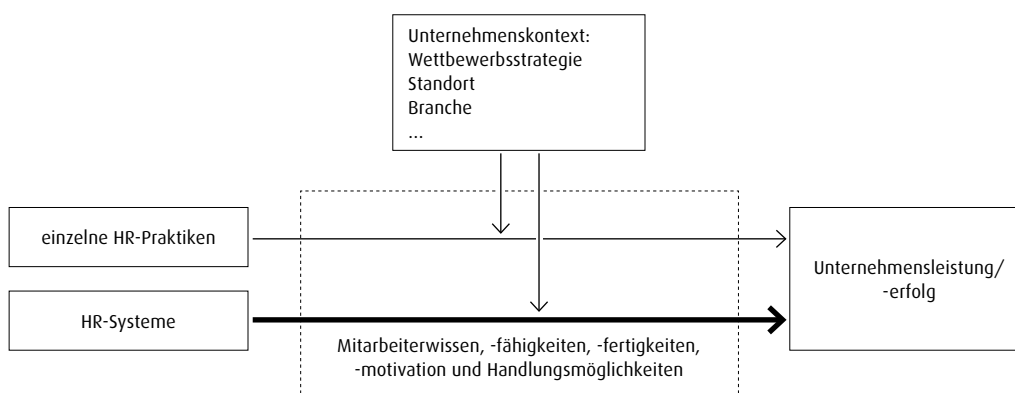 Unternehmenskontext:
Wettbewerbsstrategie
Standort
Branche
...
einzelne HR-Praktiken
HR-Systeme
Mitarbeiterwissen, -fähigkeiten, -fertigkeiten,
-motivation und Handlungsmöglichkeiten
Unternehmensleistung/
-erfolg